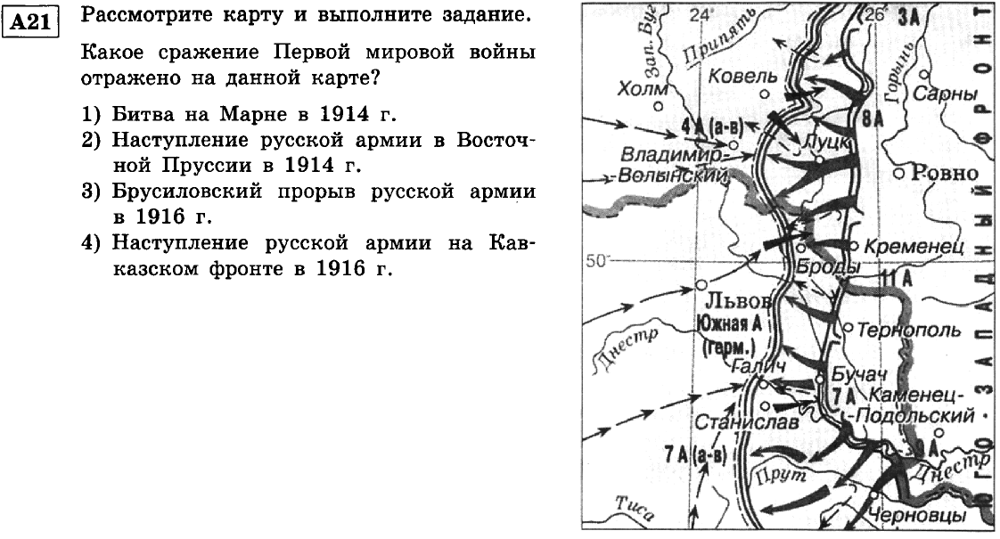 А21
Рассмотрите карту и выполните задание.
Какое сражение Первой мировой войны
отражено на данной карте?
1) Битва на Марне в 1914 г.
2) Наступление русской армии в Восточ-
ной Пруссии в 1914 г.
3) Брусиловский прорыв русской армии
в 1916 г.
4) Наступление русской армии на Кав-
казском фронте в 1916 г.
24°
26°
3А
Зап. Буг
Припять
Горынь
Ковель
Холм
Сарны
8А
4 А (а-в)
Луцк
Владимир-
-Волынский
Ровно
Кременец
50°
Броды
11 А
Львов
Южная А
(герм.)
Тернополь
Днестр
Галич
Бучач
7 А
Каменец-
-Подольский
Станислав
9 А
7 А (а-в)
Прут
Днестр
Тиса
Черновцы
ЮГО-ЗАПАДНЫЙ ФРОНТ